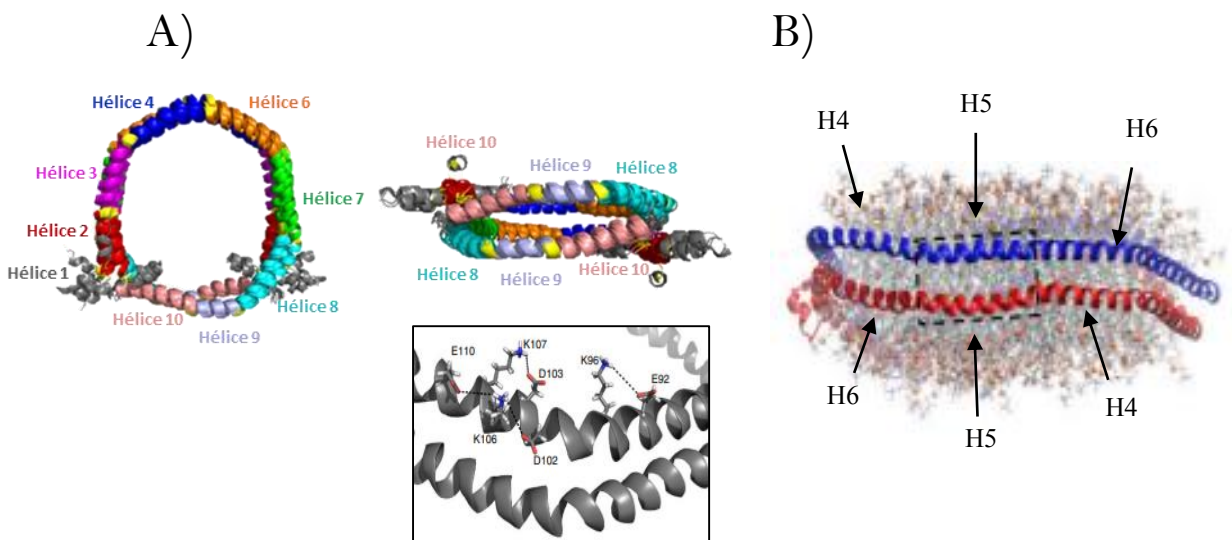 A)
B)
Hélice 4
Hélice 6
Hélice 3
Hélice 7
Hélice 2
Hélice 1
Hélice 8
Hélice 10
Hélice 9
Hélice 10
Hélice 9
Hélice 8
Hélice 8
Hélice 10
Hélice 9
E110
K107
D103
K96
E92
K106
D102
H4
H5
H6
H6
H5
H4